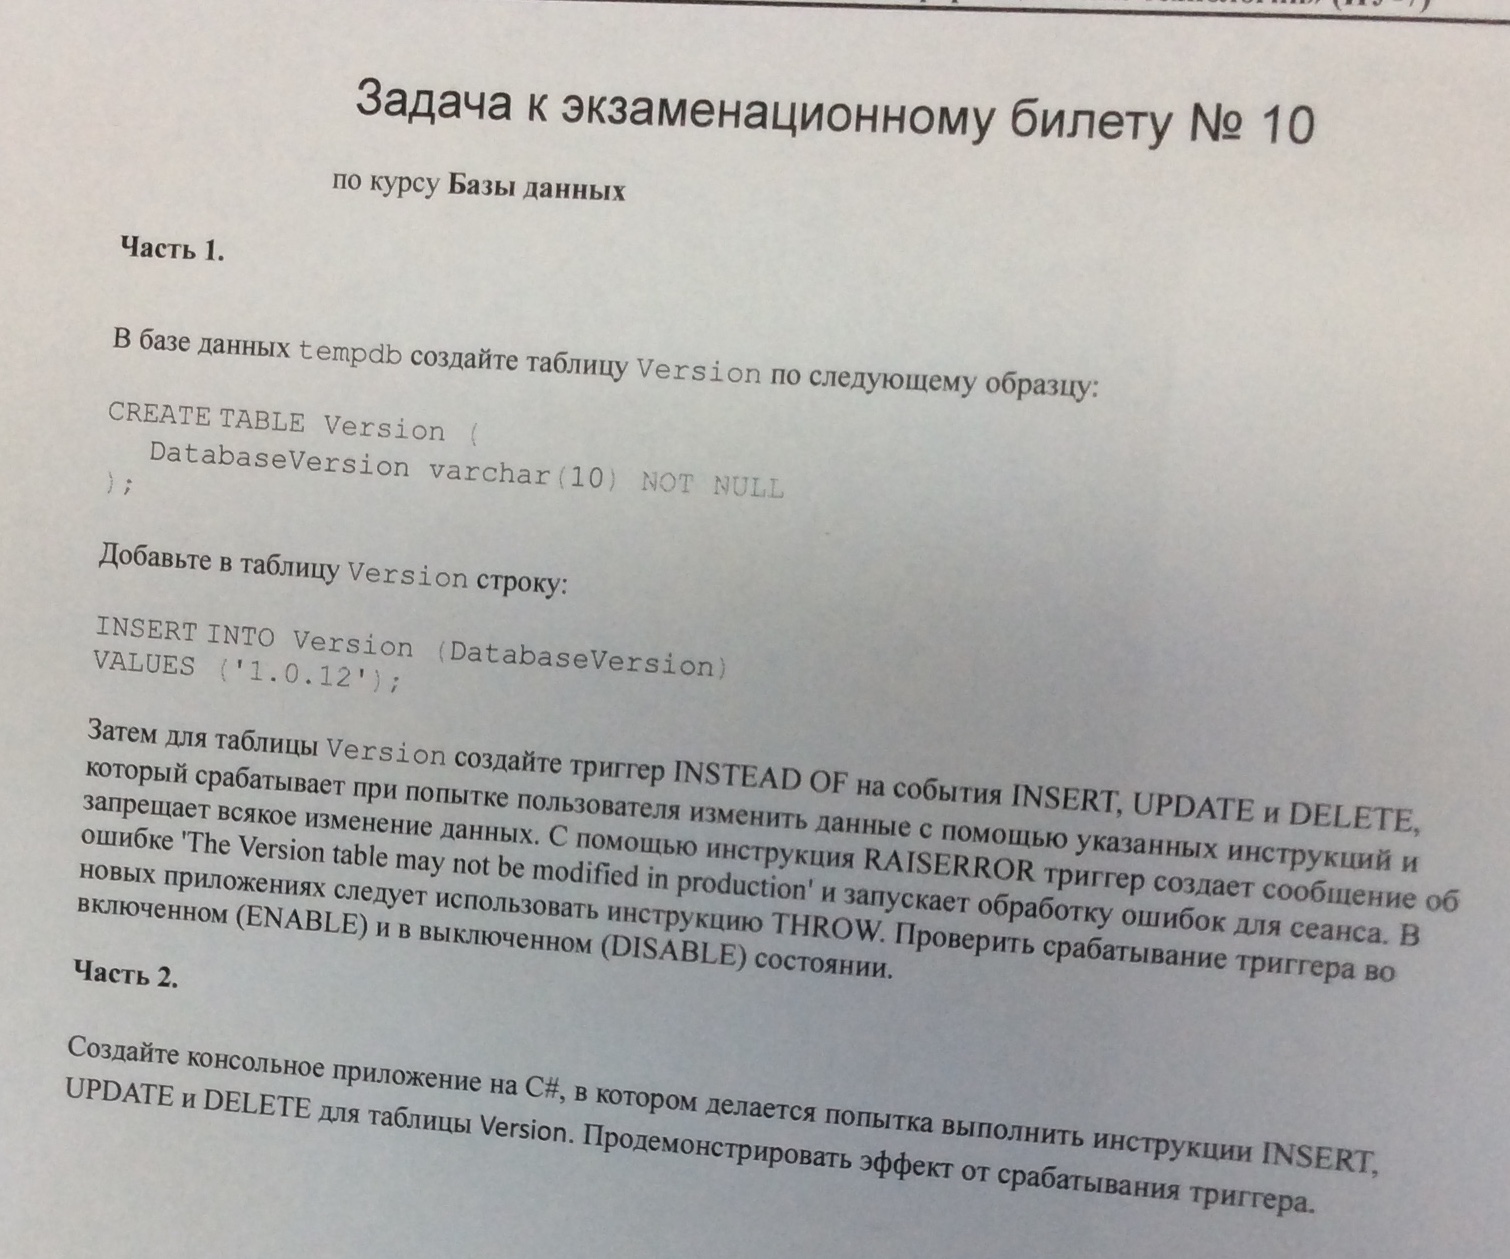 Задача к экзаменационному билету № 10
по курсу Базы данных
Часть 1.
В базе данных tempdb создайте таблицу Version по следующему образцу:
CREATE TABLE Version (
DatabaseVersion varchar(10) NOT NULL
);
Добавьте в таблицу Version строку:
INSERT INTO Version (DatabaseVersion)
VALUES ('1.0.12');
Затем для таблицы Version создайте триггер INSTEAD OF на события INSERT, UPDATE и DELETE,
который срабатывает при попытке пользователя изменить данные с помощью указанных инструкций и
запрещает всякое изменение данных. С помощью инструкция RAISERROR триггер создает сообщение об
ошибке 'The Version table may not be modified in production' и запускает обработку ошибок для сеанса. В
новых приложениях следует использовать инструкцию THROW. Проверить срабатывание триггера во
включенном (ENABLE) и в выключенном (DISABLE) состоянии.
Часть 2.
Создайте консольное приложение на C#, в котором делается попытка выполнить инструкции INSERT,
UPDATE и DELETE для таблицы Version. Продемонстрировать эффект от срабатывания триггера.